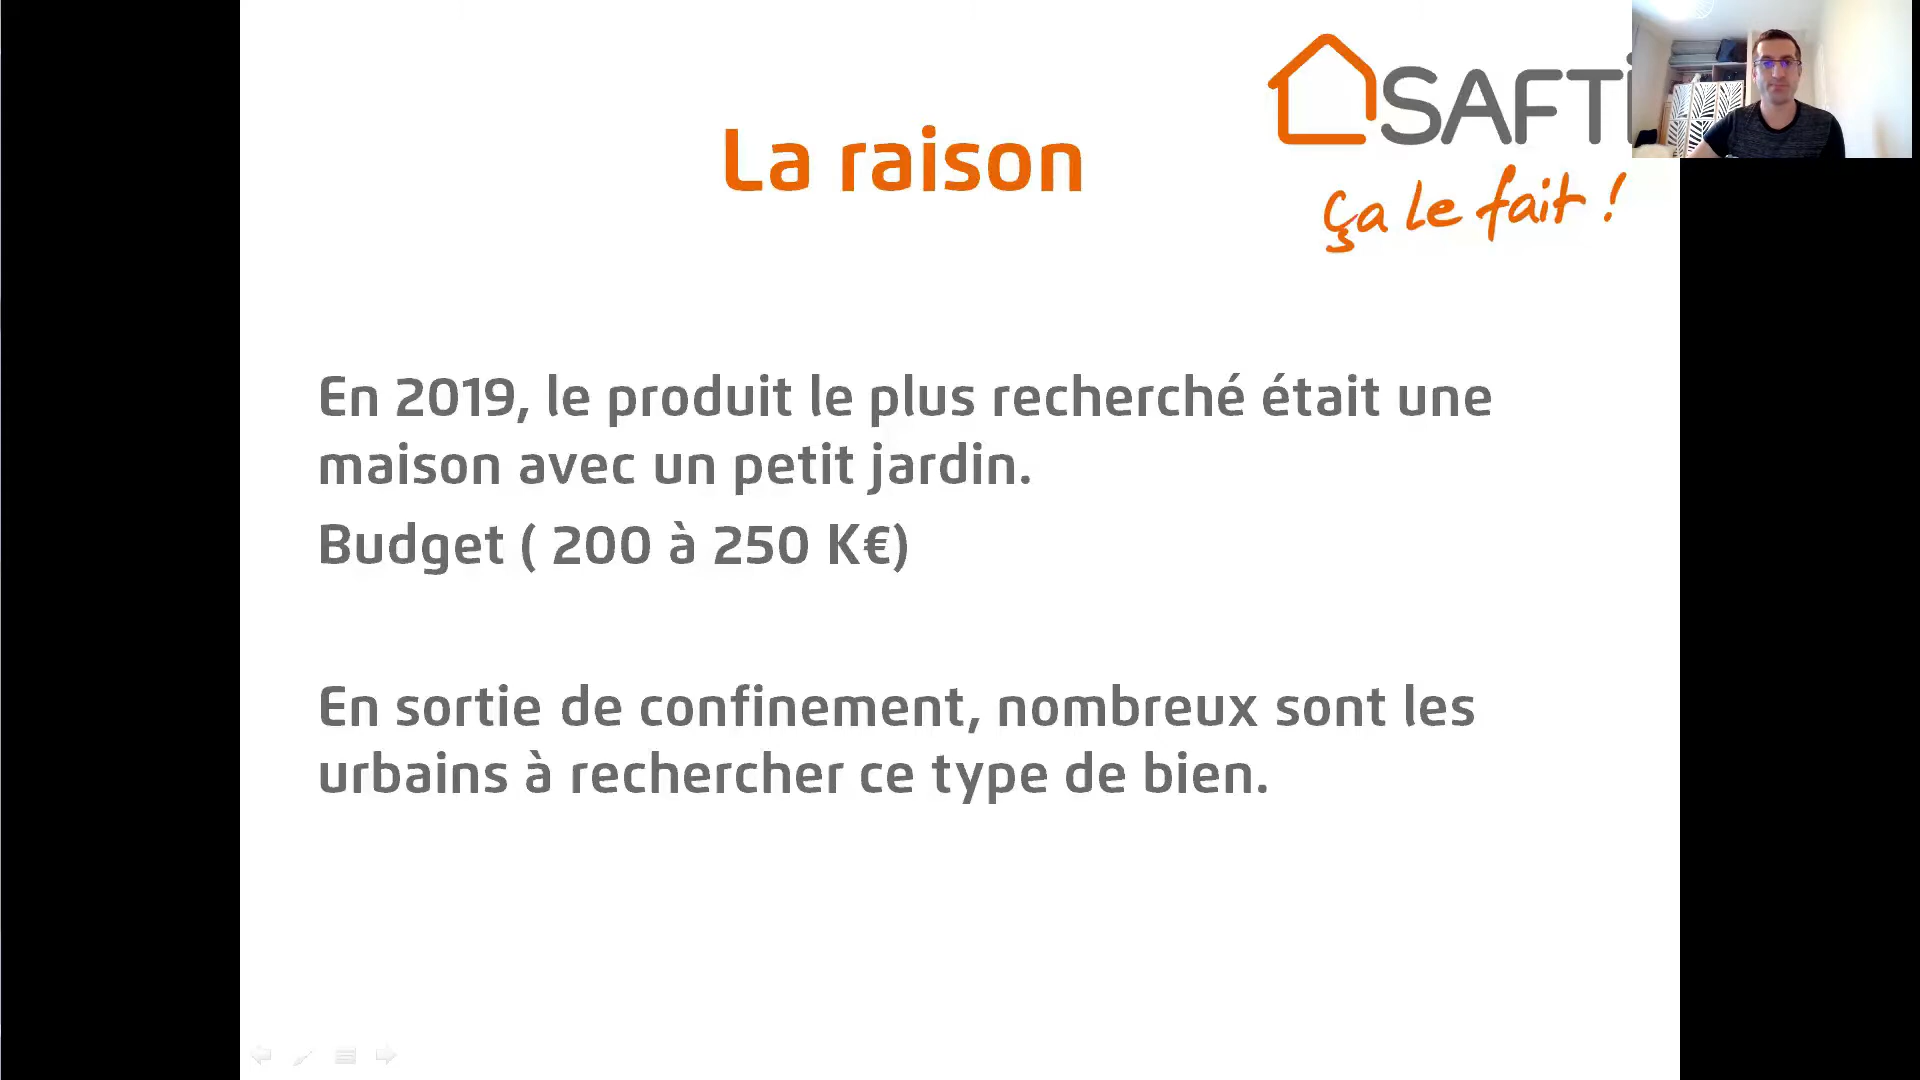 La raison
SAFTI
ça le fait !
En 2019, le produit le plus recherché était une
maison avec un petit jardin.
Budget ( 200 à 250 K€)
En sortie de confinement, nombreux sont les
urbains à rechercher ce type de bien.